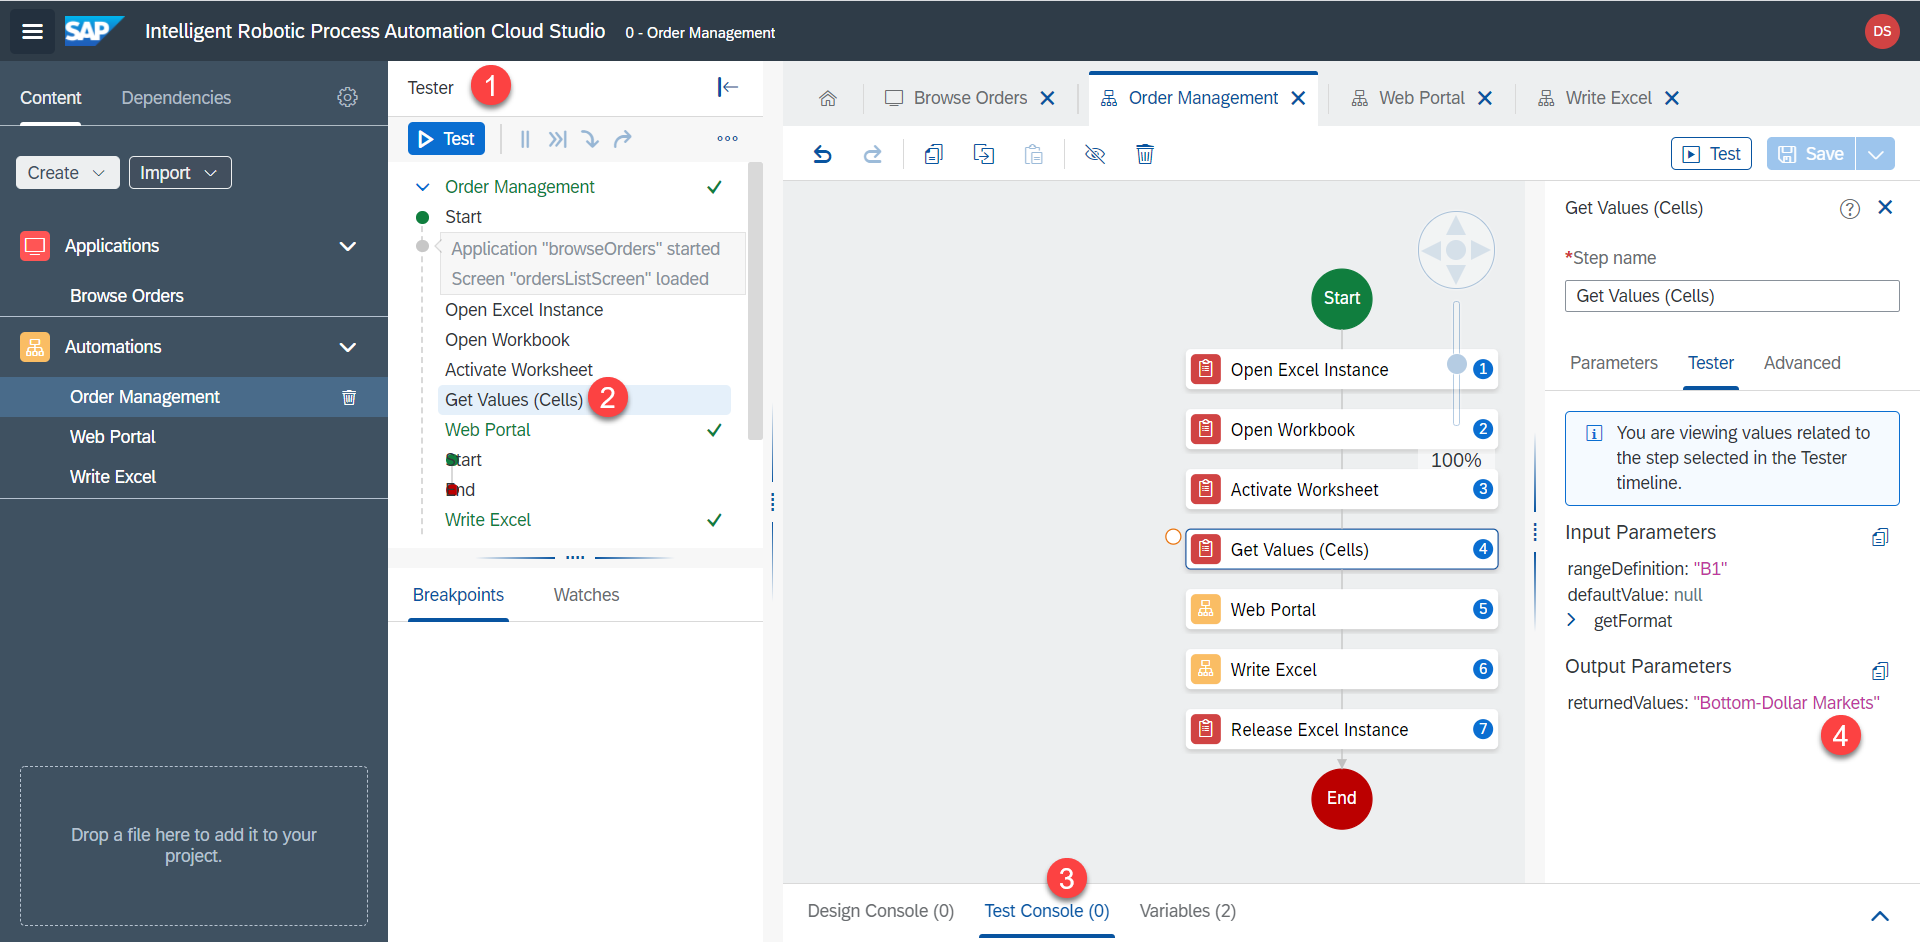 SAP
Intelligent Robotic Process Automation Cloud Studio
0 - Order Management
DS
Content
Dependencies
Create
Import
Applications
Browse Orders
Automations
Order Management
Web Portal
Write Excel
Drop a file here to add it to your
project.
Tester
1
Test
Order Management
Start
Application "browseOrders" started
Screen "ordersListScreen" loaded
Open Excel Instance
Open Workbook
Activate Worksheet
Get Values (Cells)
2
Web Portal
Start
End
Write Excel
Breakpoints
Watches
Browse Orders
Order Management
Web Portal
Write Excel
Test
Save
Start
Open Excel Instance 1
Open Workbook 2
100%
Activate Worksheet 3
Get Values (Cells) 4
Web Portal 5
Write Excel 6
Release Excel Instance 7
End
3
Design Console (0)
Test Console (0)
Variables (2)
Get Values (Cells)
?
*Step name
Get Values (Cells)
Parameters
Tester
Advanced
You are viewing values related to
the step selected in the Tester
timeline.
Input Parameters
rangeDefinition: "B1"
defaultValue: null
getFormat
Output Parameters
returnedValues: "Bottom-Dollar Markets"
4